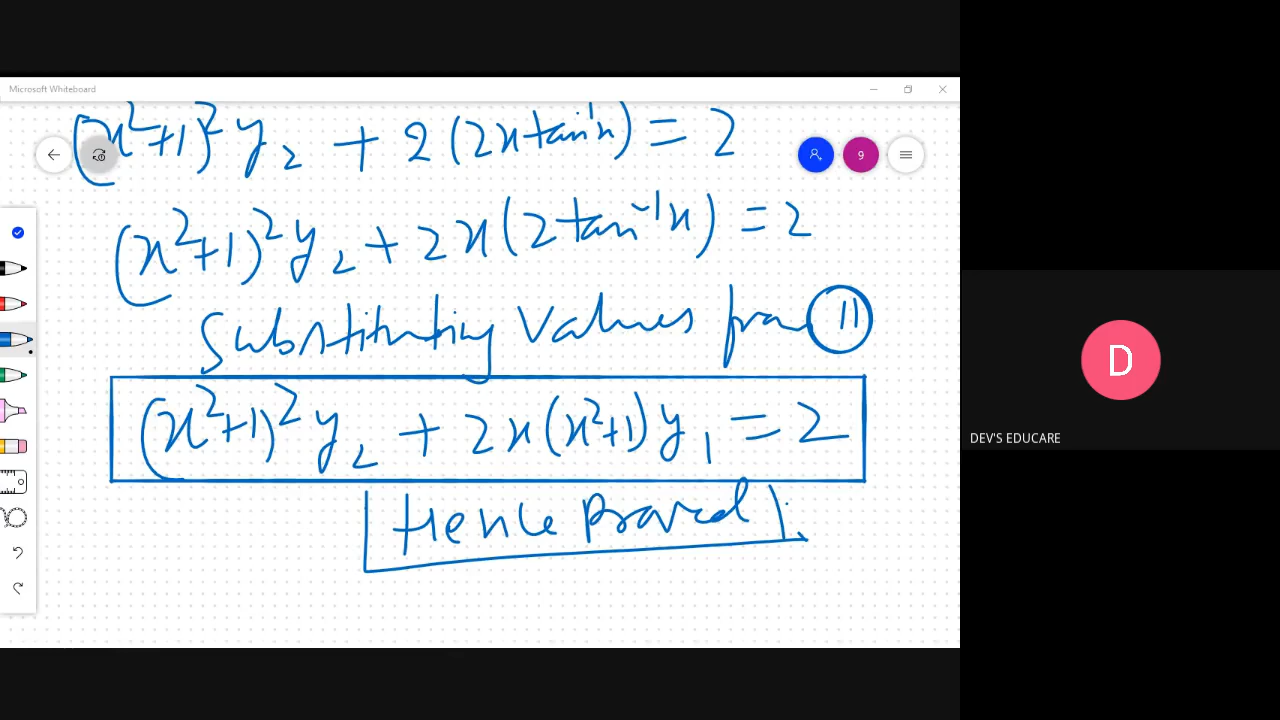 Microsoft Whiteboard
(x²+1)² y₂ + 2 (2x tan⁻¹x) = 2
9
(x²+1)² y₂ + 2x (2 tan⁻¹x) = 2
Substituting values from 11
(x²+1)² y₂ + 2x (x²+1) y₁ = 2
Hence Proved).
D
DEV'S EDUCARE